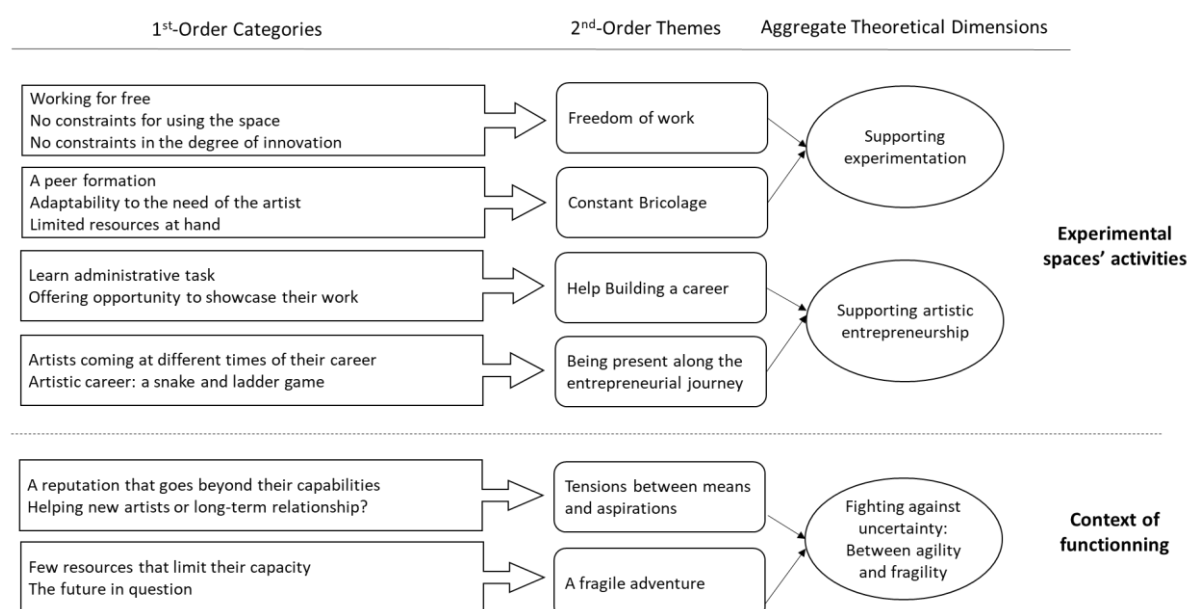 1st-Order Categories
2nd-Order Themes
Aggregate Theoretical Dimensions
Working for free
No constraints for using the space
No constraints in the degree of innovation
Freedom of work
Supporting
experimentation
A peer formation
Adaptability to the need of the artist
Limited resources at hand
Constant Bricolage
Experimental
spaces’ activities
Learn administrative task
Offering opportunity to showcase their work
Help Building a career
Supporting artistic
entrepreneurship
Artists coming at different times of their career
Artistic career: a snake and ladder game
Being present along the
entrepreneurial journey
A reputation that goes beyond their capabilities
Helping new artists or long-term relationship?
Tensions between means
and aspirations
Fighting against
uncertainty:
Between agility
and fragility
Context of
functionning
Few resources that limit their capacity
The future in question
A fragile adventure